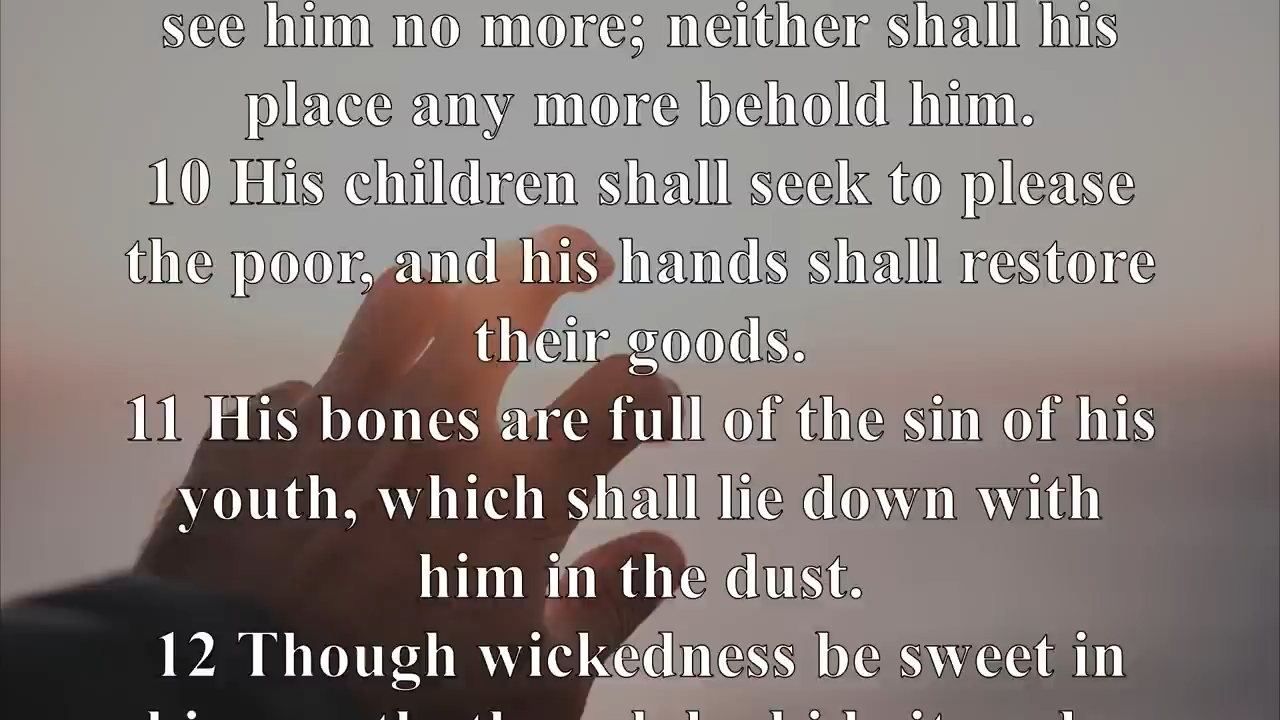 see him no more; neither shall his
place any more behold him.
10 His children shall seek to please
the poor, and his hands shall restore
their goods.
11 His bones are full of the sin of his
youth, which shall lie down with
him in the dust.
12 Though wickedness be sweet in